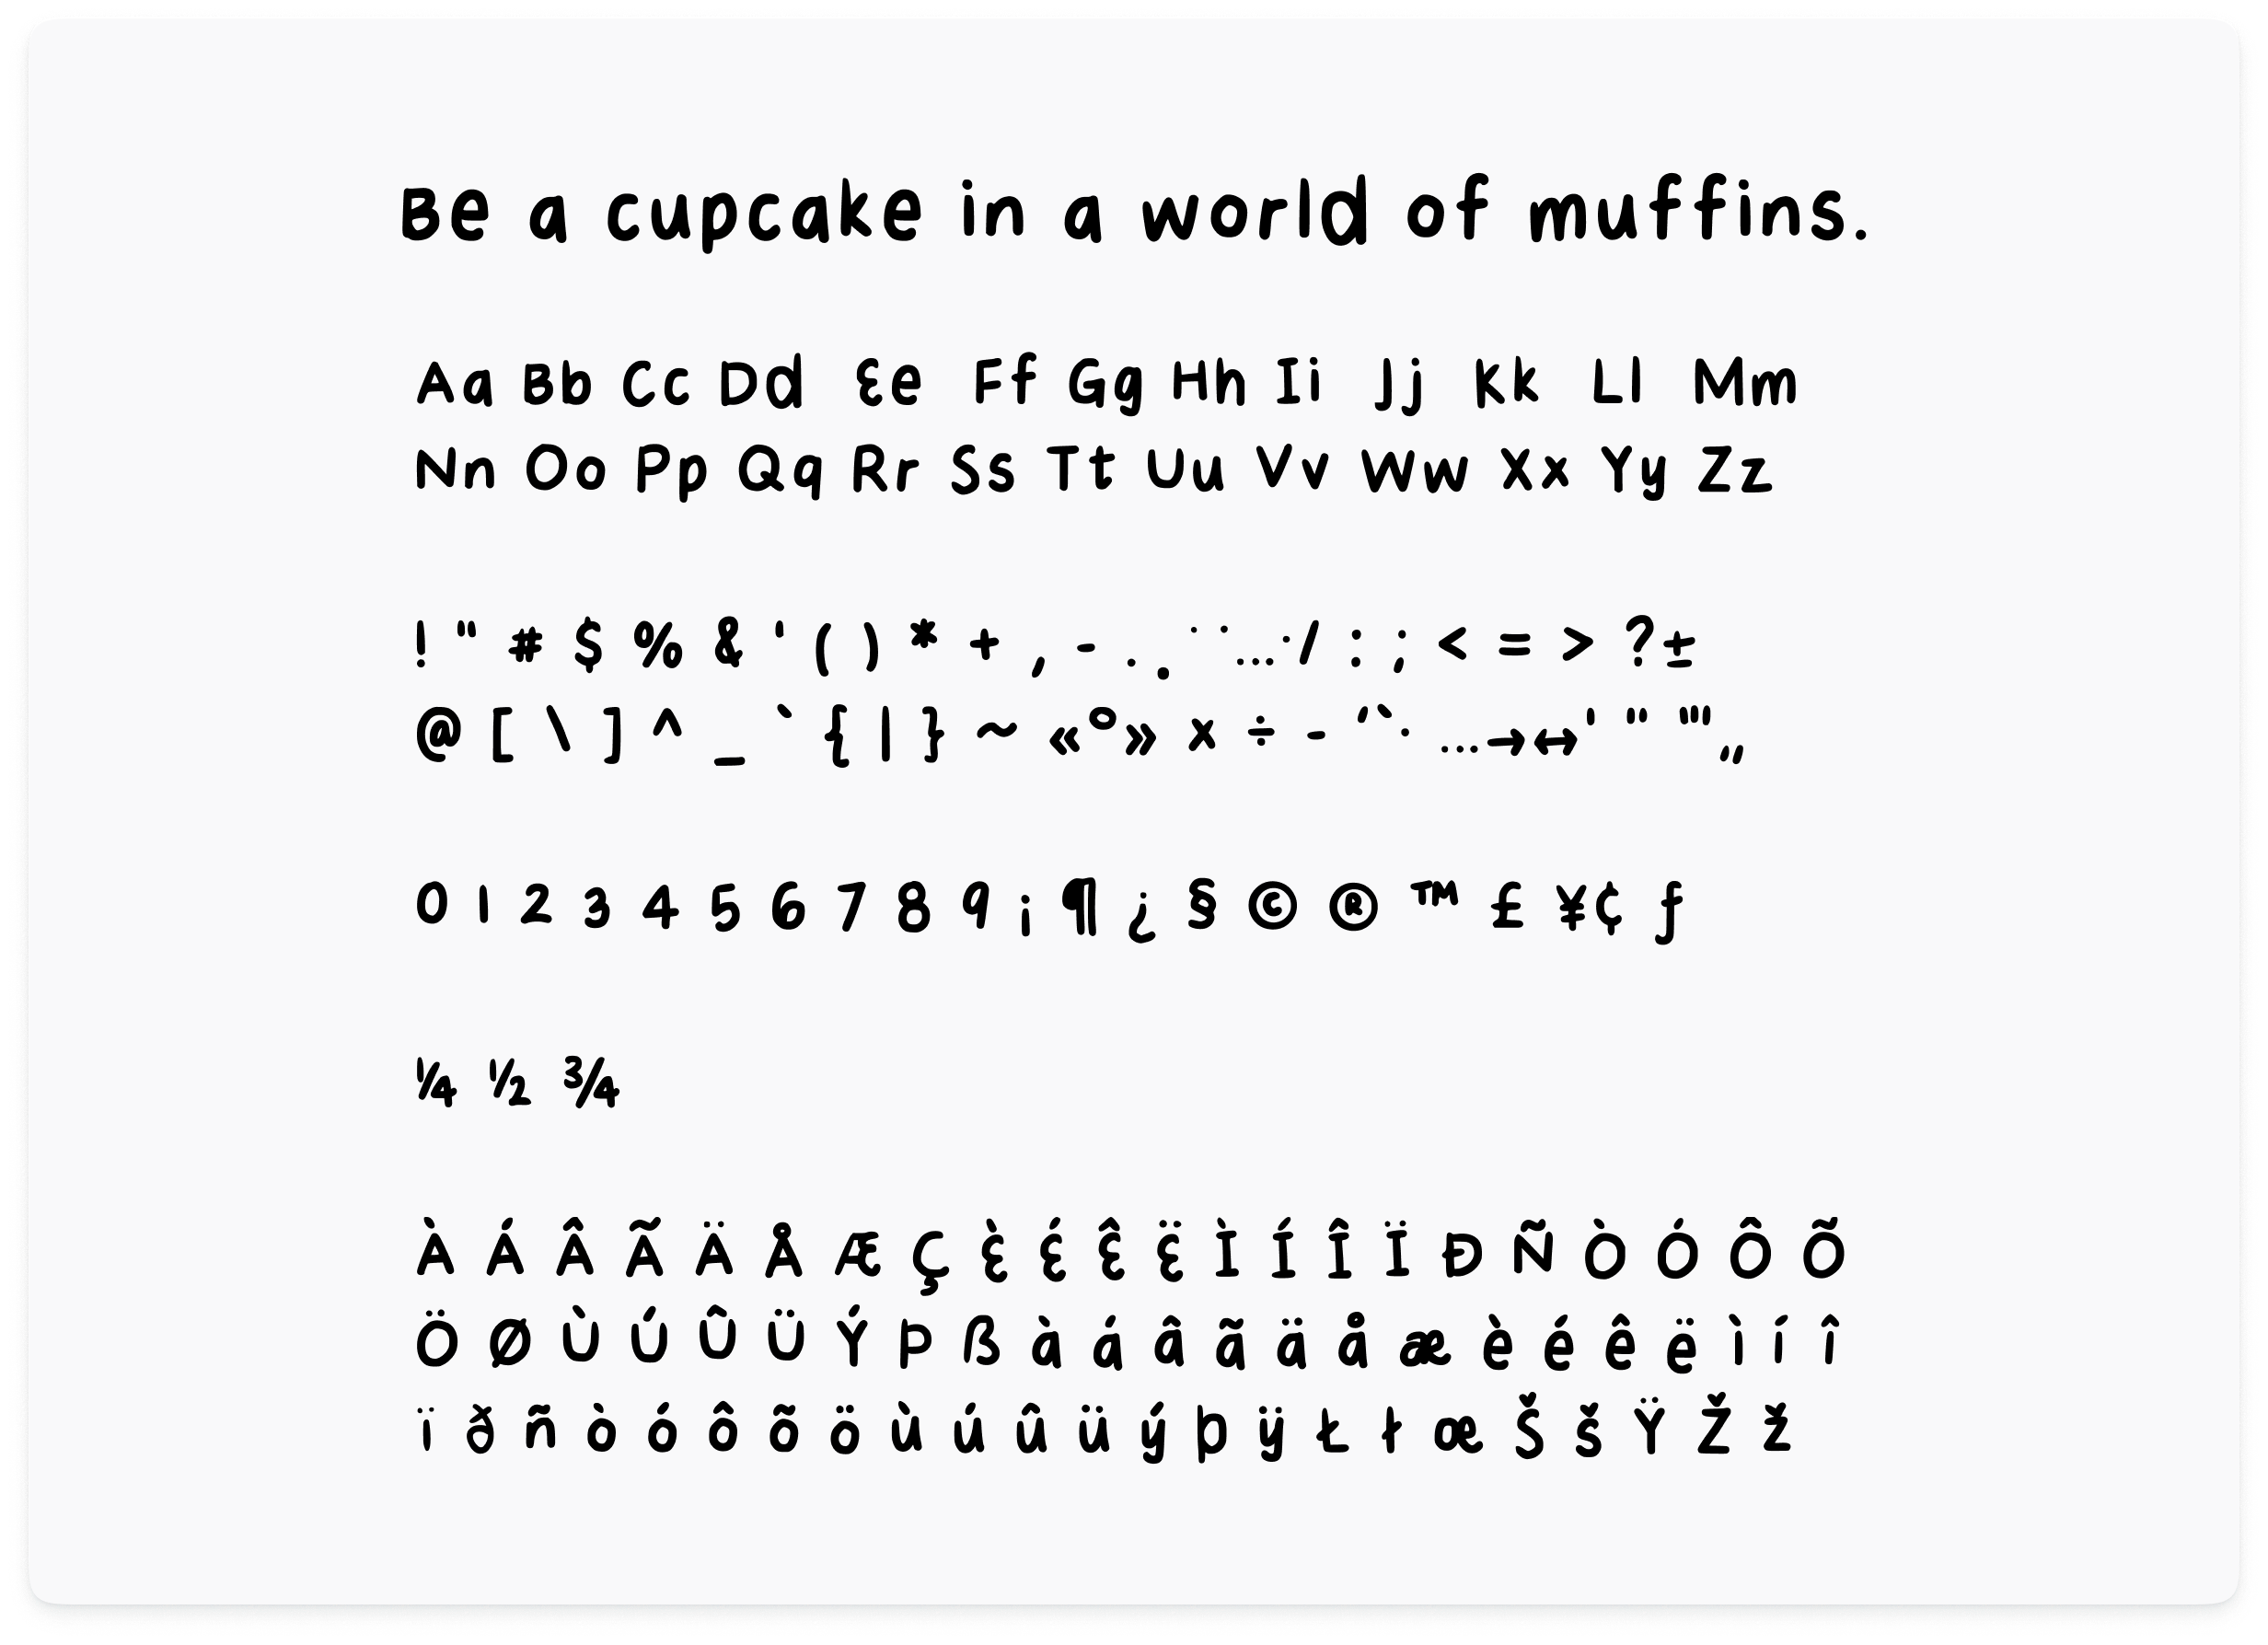 Be a cupcake in a world of muffins.
Aa Bb Cc Dd Ee Ff Gg Hh Ii Jj Kk Ll Mm
Nn Oo Pp Qq Rr Ss Tt Uu Vv Ww Xx Yy Zz
! " # $ % & ' ( ) * + , - . . ¨ … · / : ; < = > ? ±
@ [ \ ] ^ _ ` { | } ~ « ° » × ÷ - ´ ` · … → ↔ ' " "' „
0 1 2 3 4 5 6 7 8 9 ¡ ¶ ¿ § © ® ™ £ ¥ ¢ ƒ
¼ ½ ¾
À Á Â Ã Ä Å Æ Ç È É Ê Ë Ì Í Î Ï Ð Ñ Ò Ó Ô Õ
Ö Ø Ù Ú Û Ü Ý Þ ß à á â ã ä å æ è é ê ë ì í î
ï ð ñ ò ó ô õ ö ù ú û ü ý þ ÿ Ł ł œ Š š Ÿ Ž ž